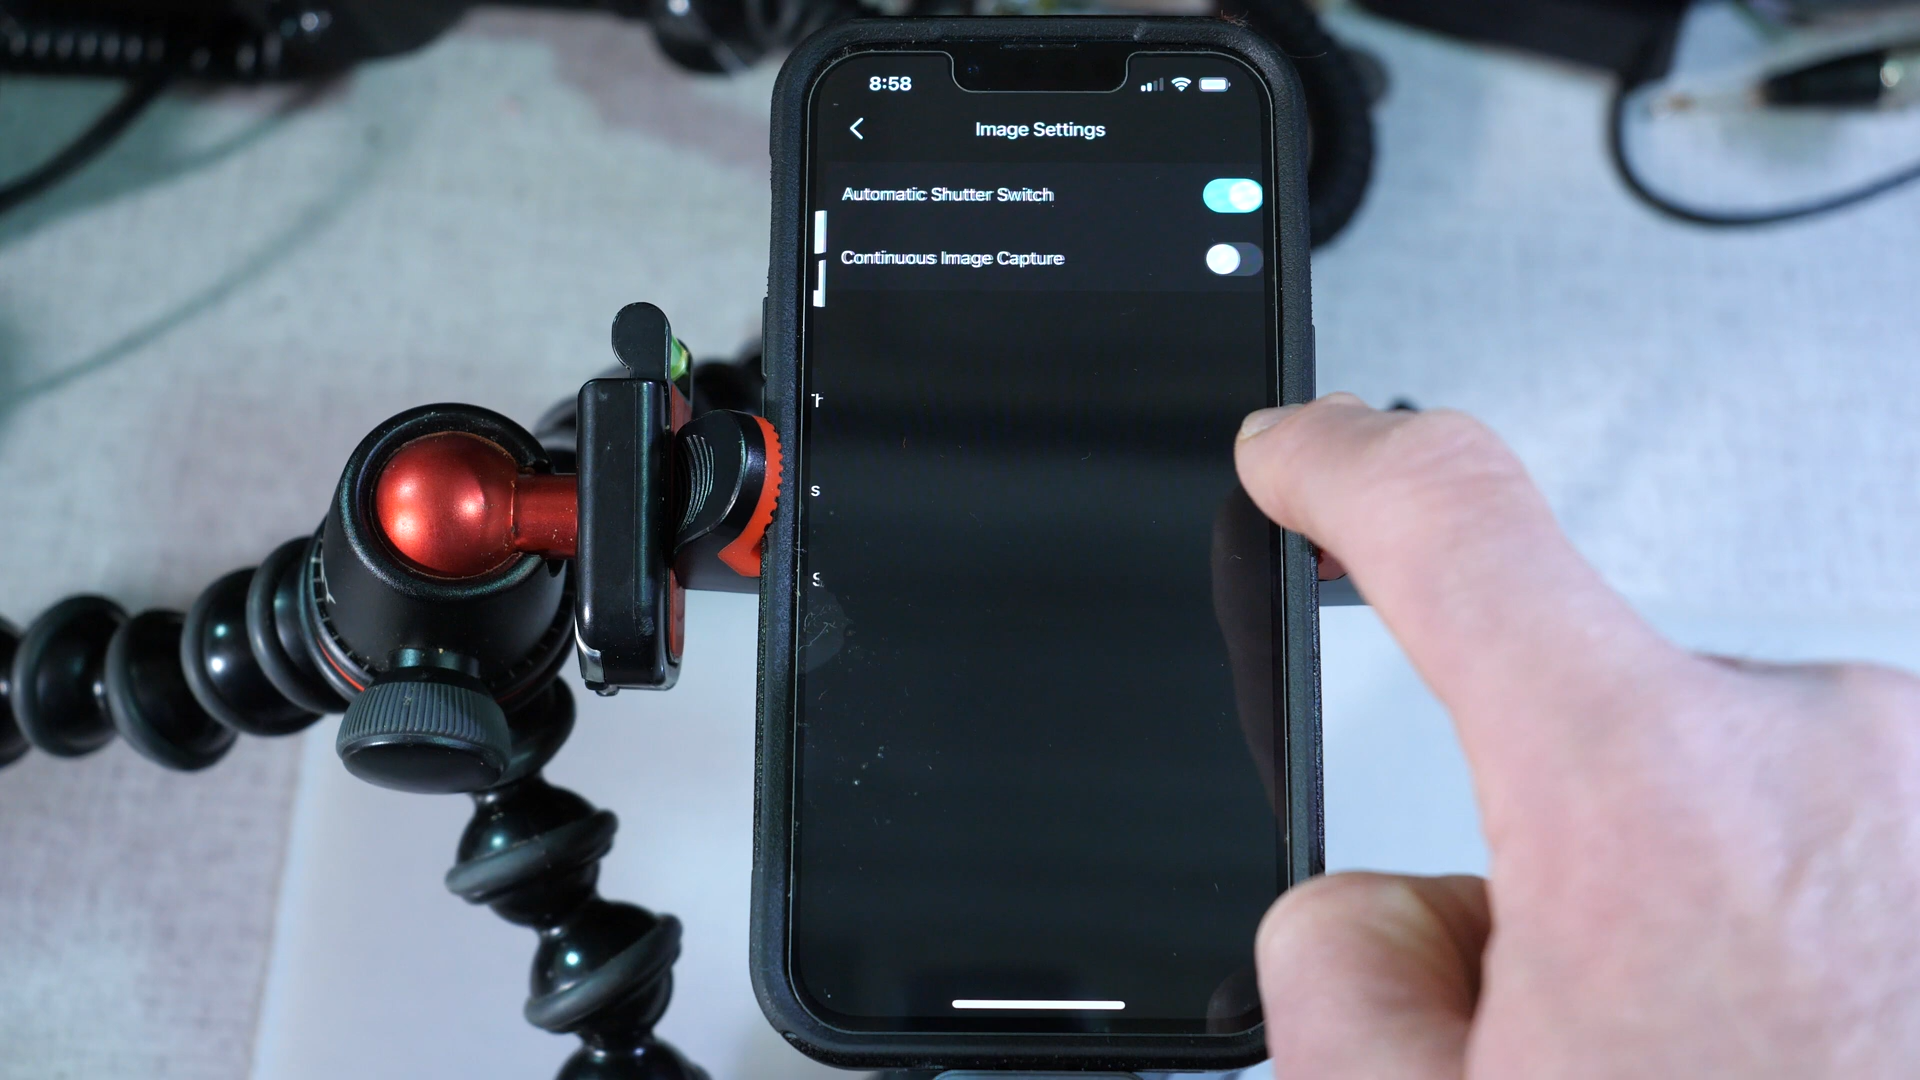 8:58
Image Settings
Automatic Shutter Switch
Continuous Image Capture